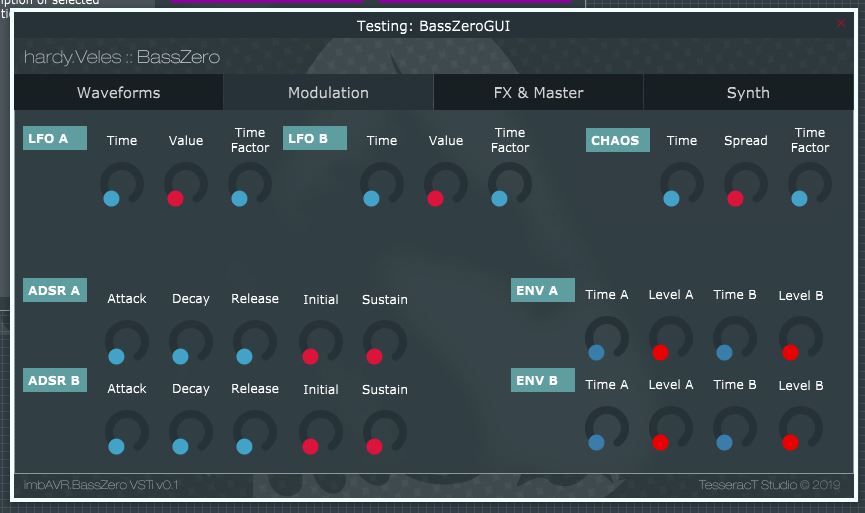 ption of selected
Testing: BassZeroGUI
hardy.Veles :: BassZero
Waveforms Modulation FX & Master Synth
LFO A Time Value Time Factor LFO B Time Value Time Factor CHAOS Time Spread Time Factor
ADSR A Attack Decay Release Initial Sustain ENV A Time A Level A Time B Level B
ADSR B Attack Decay Release Initial Sustain ENV B Time A Level A Time B Level B
imbAVR.BassZero VSTi v0.1 TesseracT Studio © 2019